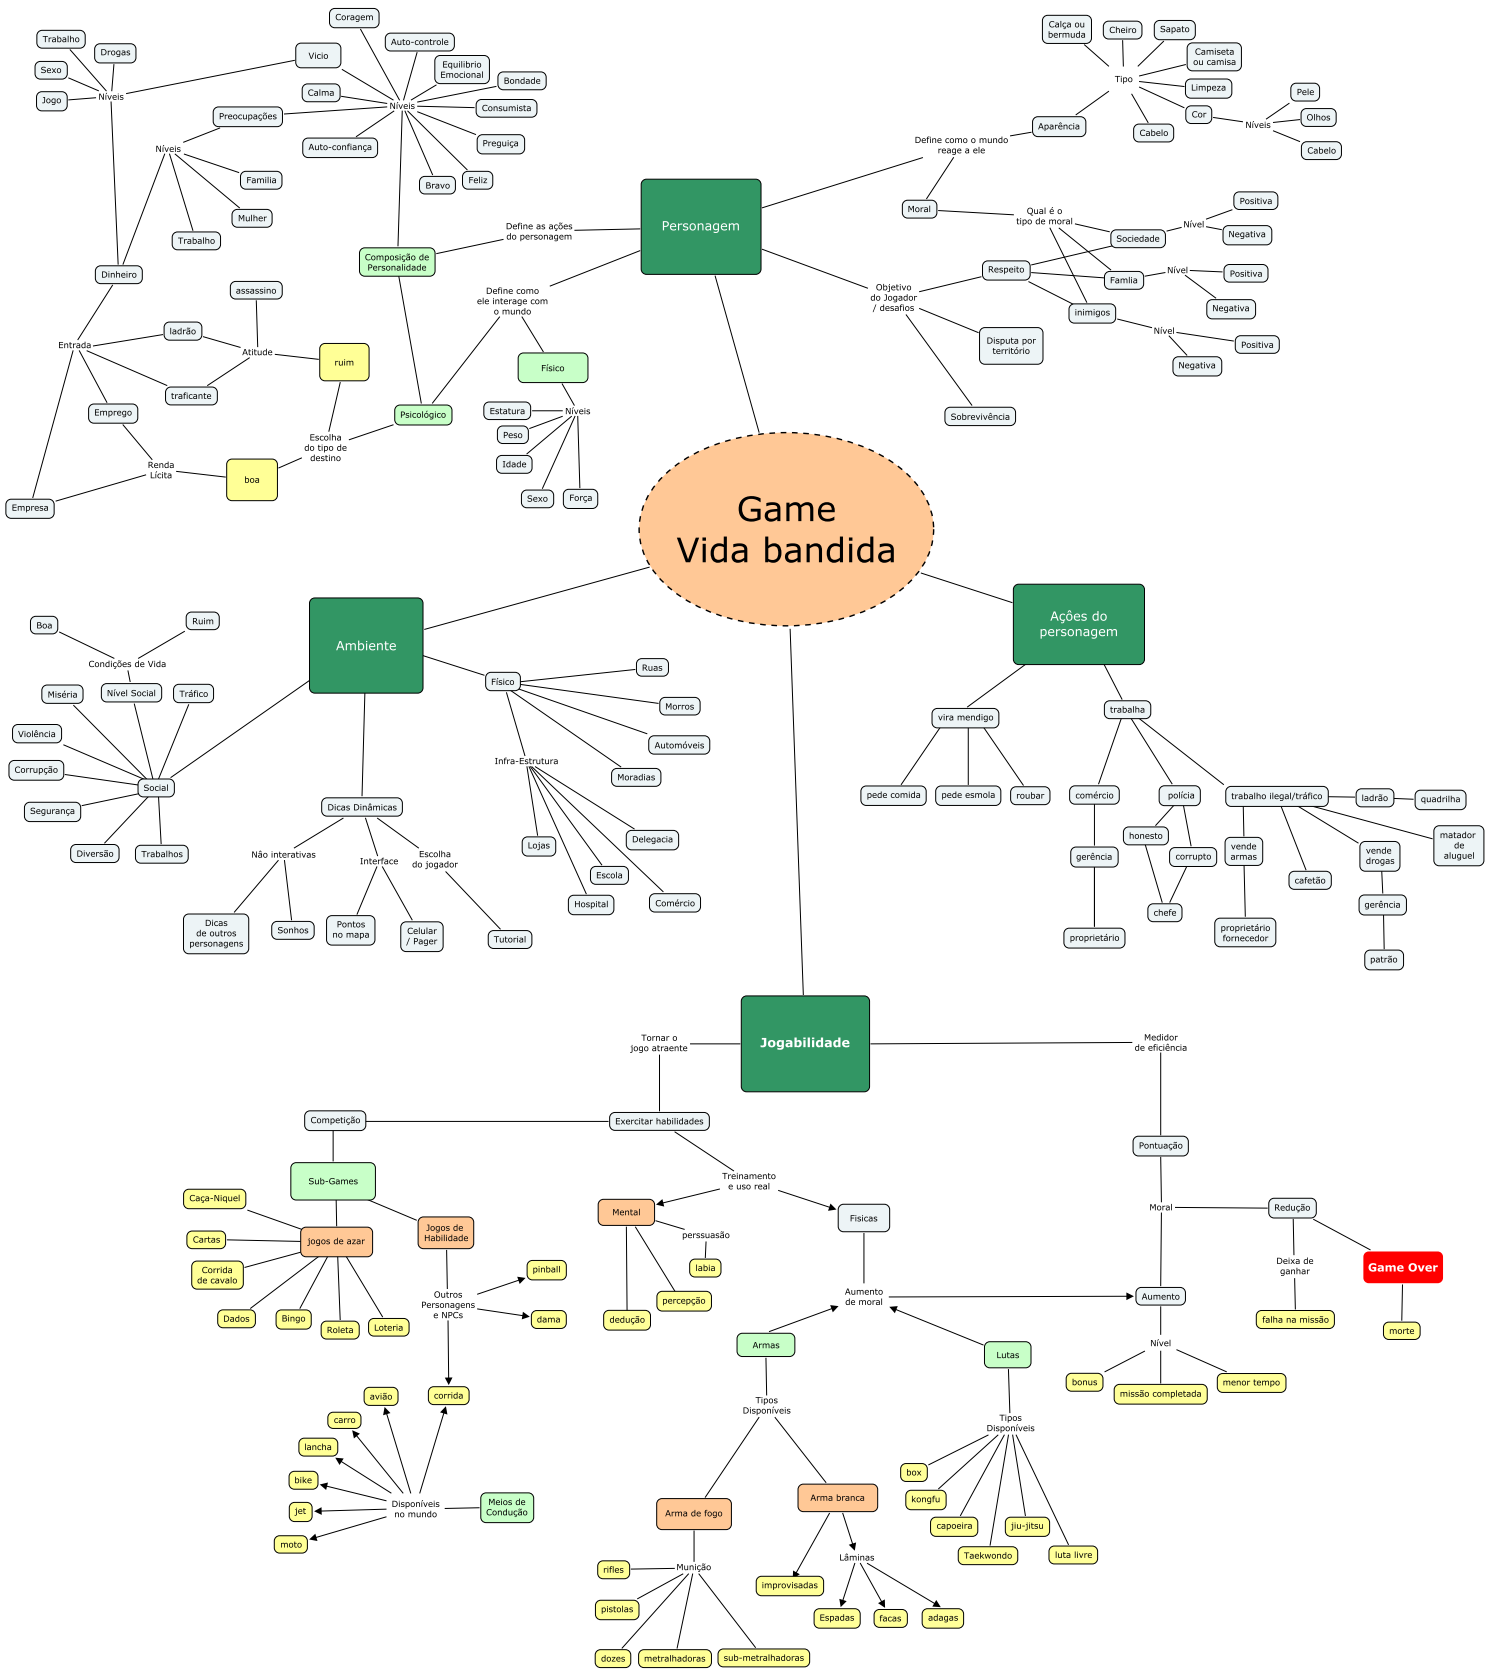 Coragem
Trabalho
Drogas
Vicio
Auto-controle
Sexo
Equilibrio
Emocional
Bondade
Jogo
Níveis
Calma
Níveis
Consumista
Preocupações
Auto-confiança
Preguiça
Níveis
Familia
Bravo
Feliz
Mulher
Trabalho
Dinheiro
Calça ou
bermuda
Cheiro
Sapato
Camiseta
ou camisa
Tipo
Limpeza
Cor
Cabelo
Pele
Níveis
Olhos
Cabelo
Aparência
Define como o mundo
reage a ele
Moral
Qual é o
tipo de moral
Sociedade
Nível
Positiva
Negativa
Respeito
Famlia
Nível
Positiva
Negativa
inimigos
Nível
Positiva
Negativa
Objetivo
do Jogador
/ desafios
Disputa por
território
Sobrevivência
Personagem
Define as ações
do personagem
Composição de
Personalidade
Define como
ele interage com
o mundo
assassino
ladrão
Entrada
Atitude
ruim
traficante
Emprego
Psicológico
Escolha
do tipo de
destino
Renda
Lícita
boa
Empresa
Físico
Estatura
Níveis
Peso
Idade
Sexo
Força
Game
Vida bandida
Ambiente
Boa
Ruim
Condições de Vida
Miséria
Nível Social
Tráfico
Violência
Corrupção
Social
Segurança
Diversão
Trabalhos
Físico
Ruas
Morros
Automóveis
Moradias
Infra-Estrutura
Lojas
Delegacia
Escola
Hospital
Comércio
Dicas Dinâmicas
Não interativas
Interface
Escolha
do jogador
Dicas
de outros
personagens
Sonhos
Pontos
no mapa
Celular
/ Pager
Tutorial
Ações do
personagem
vira mendigo
trabalha
pede comida
pede esmola
roubar
comércio
polícia
trabalho ilegal/tráfico
ladrão
quadrilha
honesto
corrupto
vende
armas
vende
drogas
matador
de
aluguel
gerência
cafetão
chefe
gerência
proprietário
proprietário
fornecedor
patrão
Jogabilidade
Tornar o
jogo atraente
Medidor
de eficiência
Competição
Exercitar habilidades
Pontuação
Sub-Games
Treinamento
e uso real
Caça-Niquel
Cartas
jogos de azar
Jogos de
Habilidade
Corrida
de cavalo
Dados
Bingo
Roleta
Loteria
Outros
Personagens
e NPCs
pinball
dama
corrida
Mental
perssuasão
labia
percepção
dedução
Fisicas
Aumento
de moral
Moral
Redução
Deixa de
ganhar
Game Over
Aumento
falha na missão
morte
Nível
bonus
missão completada
menor tempo
Armas
Lutas
Tipos
Disponíveis
Tipos
Disponíveis
avião
carro
lancha
bike
jet
moto
Disponíveis
no mundo
Meios de
Condução
box
kongfu
capoeira
Taekwondo
jiu-jitsu
luta livre
Arma de fogo
Arma branca
Munição
rifles
pistolas
dozes
metralhadoras
sub-metralhadoras
Lâminas
improvisadas
Espadas
facas
adagas